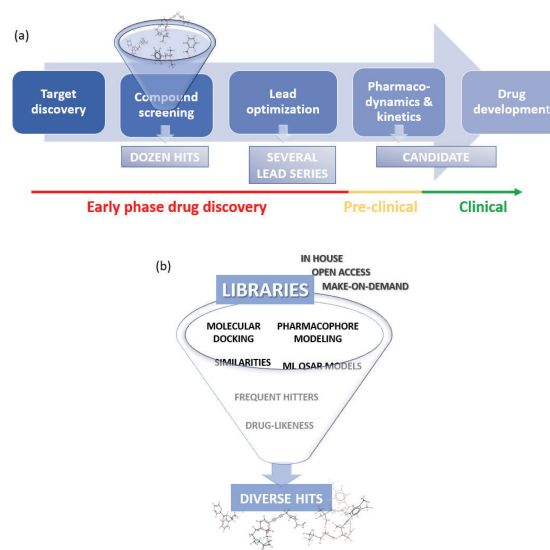 (a)
Target
discovery
Compound
screening
Lead
optimization
Pharmaco-
dynamics &
kinetics
Drug
development
DOZEN HITS
SEVERAL
LEAD SERIES
CANDIDATE
Early phase drug discovery
Pre-clinical
Clinical
(b)
IN HOUSE
OPEN ACCESS
MAKE-ON-DEMAND
LIBRARIES
MOLECULAR
DOCKING
PHARMACOPHORE
MODELING
SIMILARITIES
ML QSAR MODELS
FREQUENT HITTERS
DRUG-LIKENESS
DIVERSE HITS